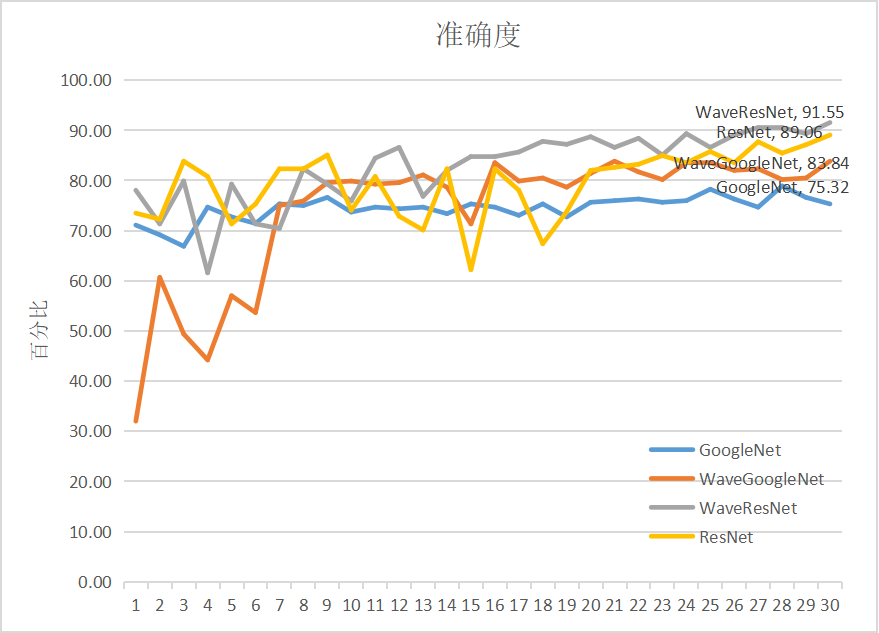 准确度
百分比
100.00
90.00
80.00
70.00
60.00
50.00
40.00
30.00
20.00
10.00
0.00
WaveResNet, 91.55
ResNet, 89.06
WaveGoogleNet, 83.84
GoogleNet, 75.32
GoogleNet
WaveGoogleNet
WaveResNet
ResNet
1 2 3 4 5 6 7 8 9 10 11 12 13 14 15 16 17 18 19 20 21 22 23 24 25 26 27 28 29 30